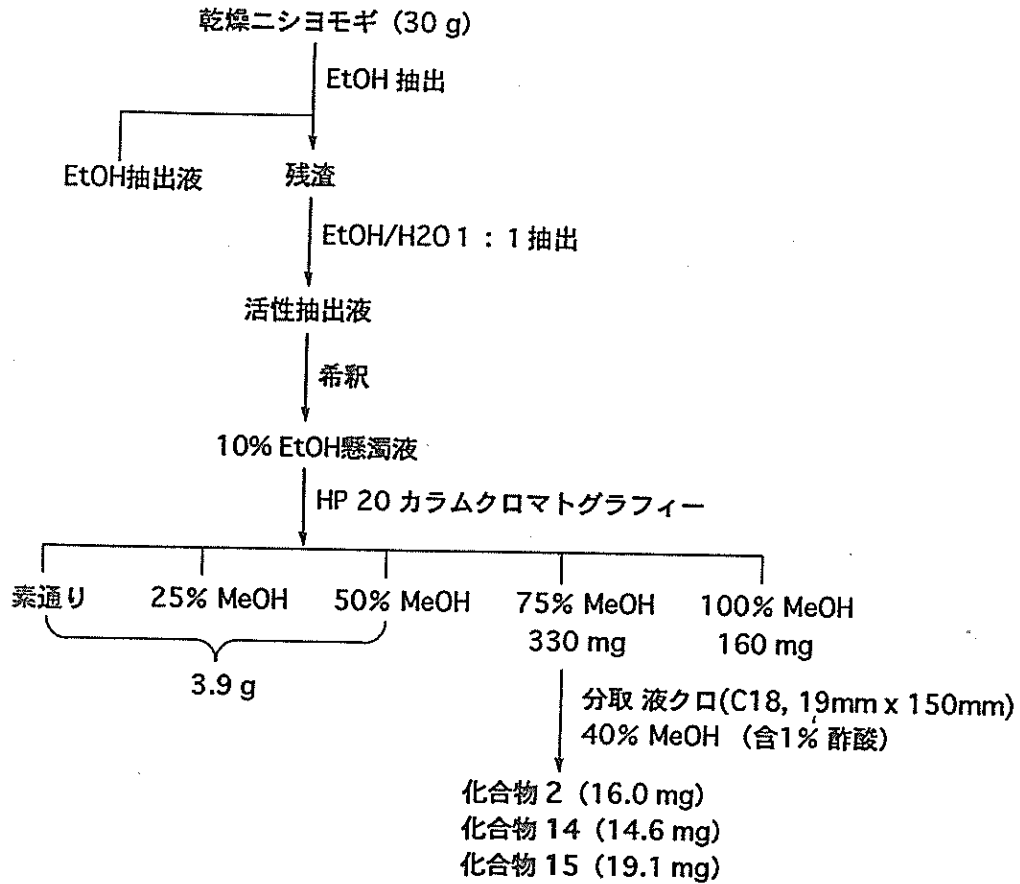 乾燥ニシヨモギ (30 g)
EtOH 抽出
EtOH抽出液
残渣
EtOH/H2O 1 : 1 抽出
活性抽出液
希釈
10% EtOH懸濁液
HP 20 カラムクロマトグラフィー
素通り 25% MeOH 50% MeOH 75% MeOH 100% MeOH
330 mg 160 mg
3.9 g
分取 液クロ(C18, 19mm x 150mm)
40% MeOH (含1% 酢酸)
化合物 2 (16.0 mg)
化合物 14 (14.6 mg)
化合物 15 (19.1 mg)